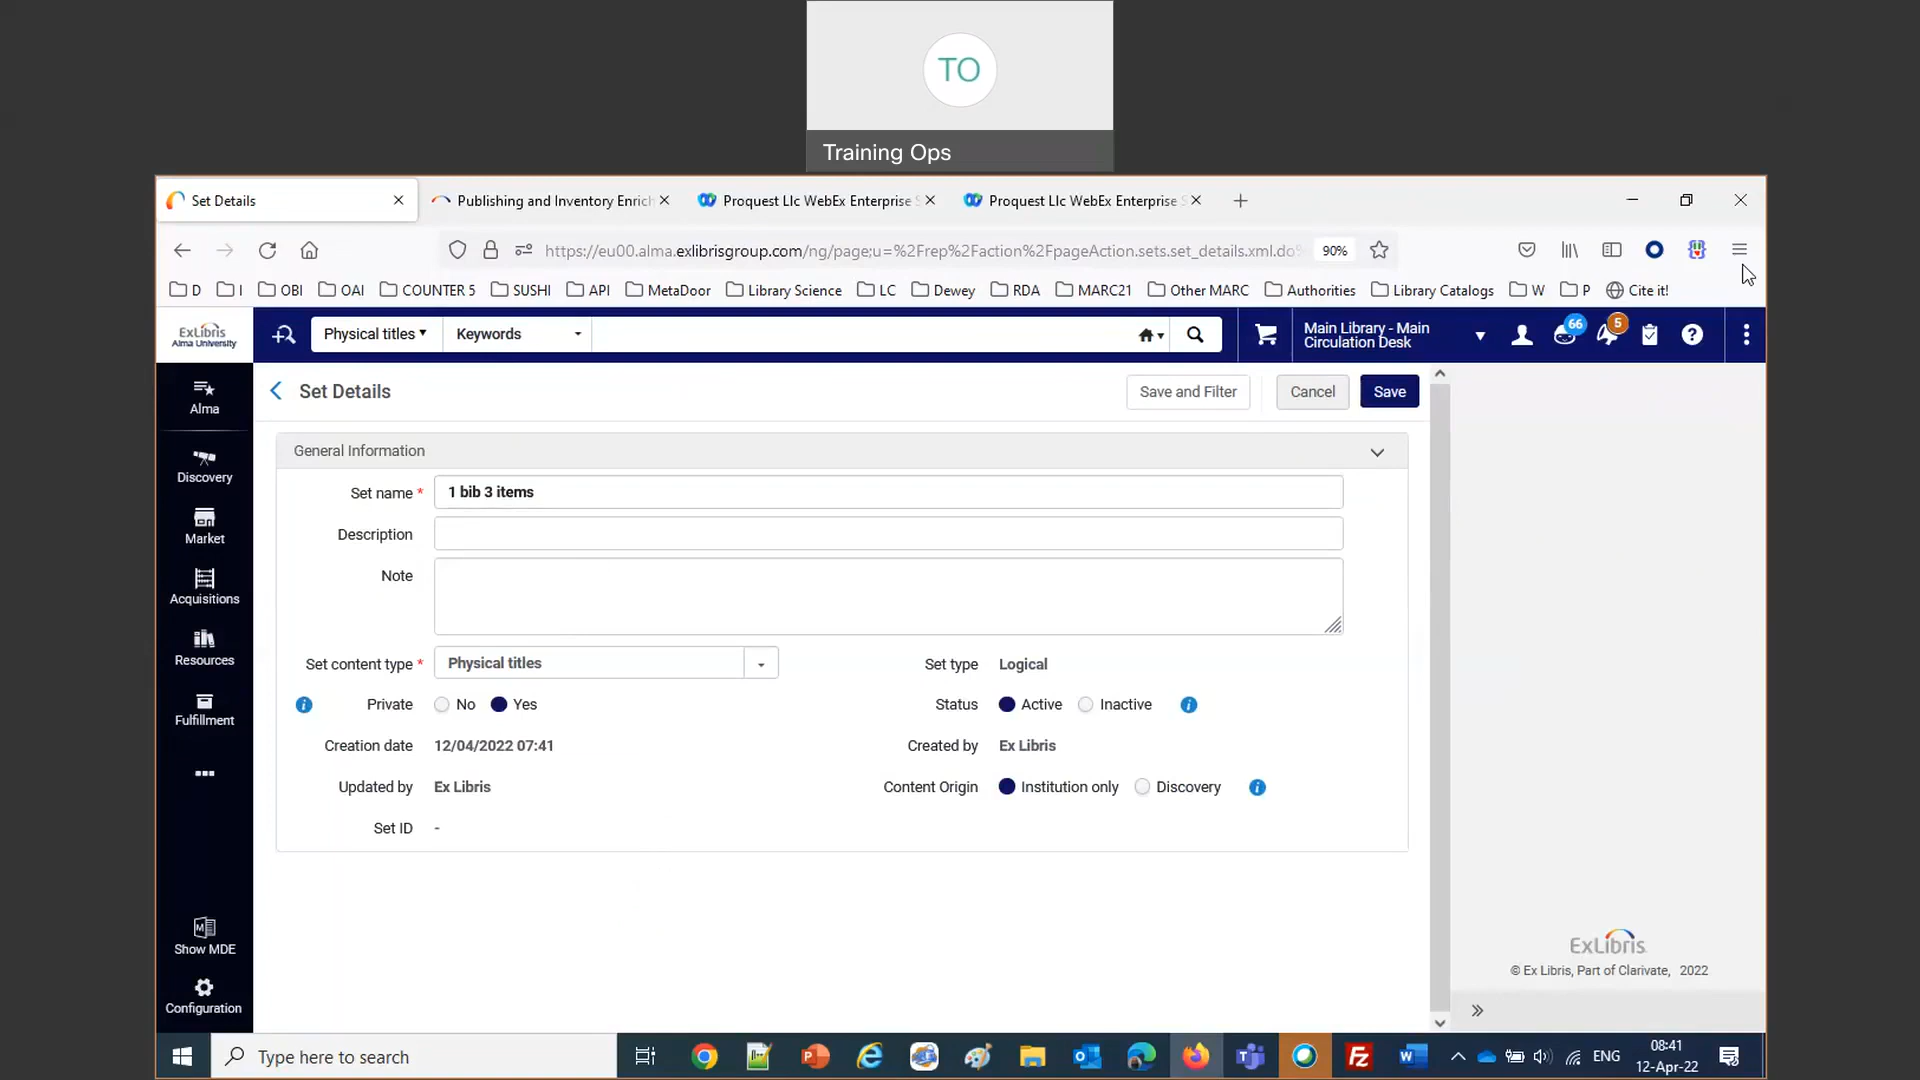 TO
Training Ops
Set Details
Publishing and Inventory Enrich
Proquest Llc WebEx Enterprise S
Proquest Llc WebEx Enterprise S
https://eu00.alma.exlibrisgroup.com/ng/page;u=%2Frep%2Faction%2FpageAction.sets.set_details.xml.do%
90%
D
I
OBI
OAI
COUNTER 5
SUSHI
API
MetaDoor
Library Science
LC
Dewey
RDA
MARC21
Other MARC
Authorities
Library Catalogs
W
P
Cite it!
ExLibris
Alma University
Physical titles
Keywords
Main Library - Main
Circulation Desk
66
5
Alma
Discovery
Market
Acquisitions
Resources
Fulfillment
Show MDE
Configuration
Set Details
Save and Filter
Cancel
Save
General Information
Set name *
1 bib 3 items
Description
Note
Set content type *
Physical titles
Set type
Logical
Private
No
Yes
Status
Active
Inactive
Creation date
12/04/2022 07:41
Created by
Ex Libris
Updated by
Ex Libris
Content Origin
Institution only
Discovery
Set ID
-
ExLibris
© Ex Libris, Part of Clarivate, 2022
Type here to search
ENG
08:41
12-Apr-22